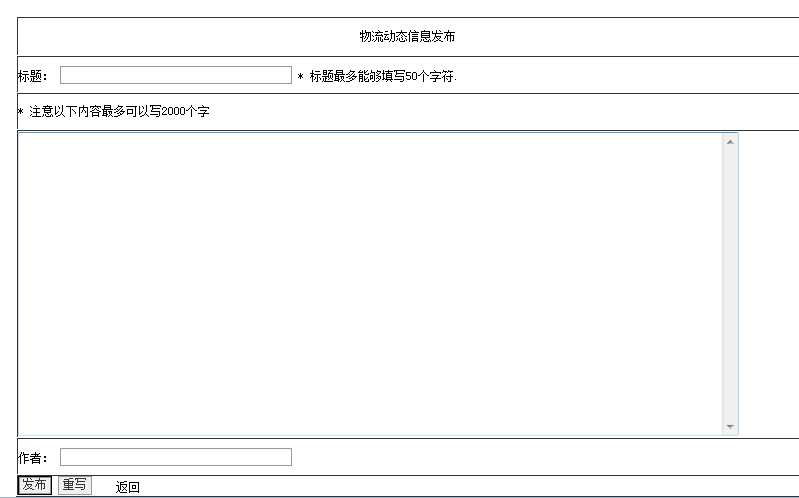 物流动态信息发布
标题： * 标题最多能够填写50个字符.
* 注意以下内容最多可以写2000个字
作者：
发布 重写 返回